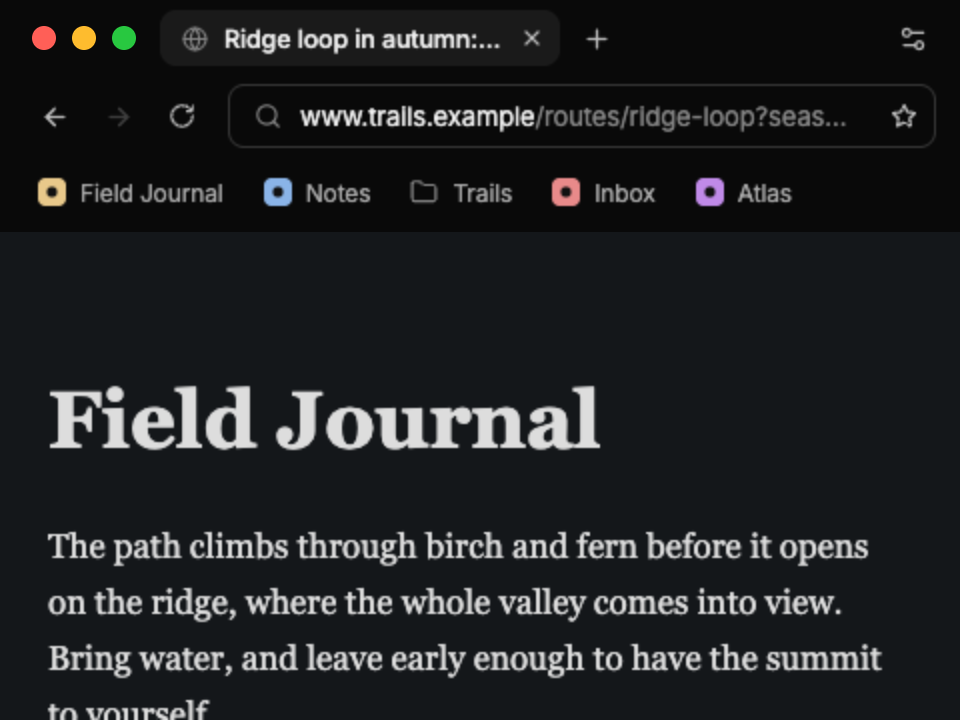 Ridge loop in autumn:...
www.trails.example/routes/ridge-loop?seas...
Field Journal Notes Trails Inbox Atlas
Field Journal
The path climbs through birch and fern before it opens
on the ridge, where the whole valley comes into view.
Bring water, and leave early enough to have the summit
to yourself